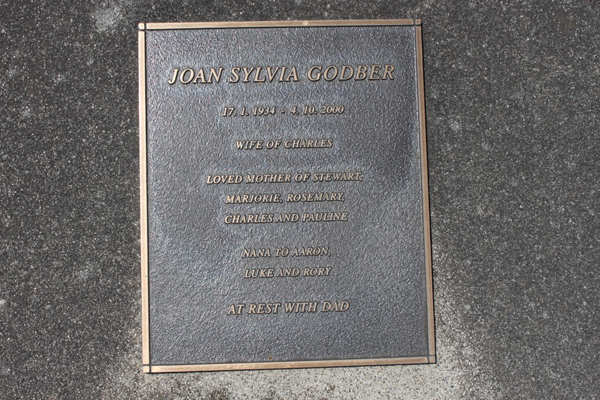 JOAN SYLVIA GODBER
17. 1. 1934 - 4. 10. 2000
WIFE OF CHARLES
LOVED MOTHER OF STEWART,
MARJORIE, ROSEMARY,
CHARLES AND PAULINE
NANA TO AARON,
LUKE AND RORY
AT REST WITH DAD